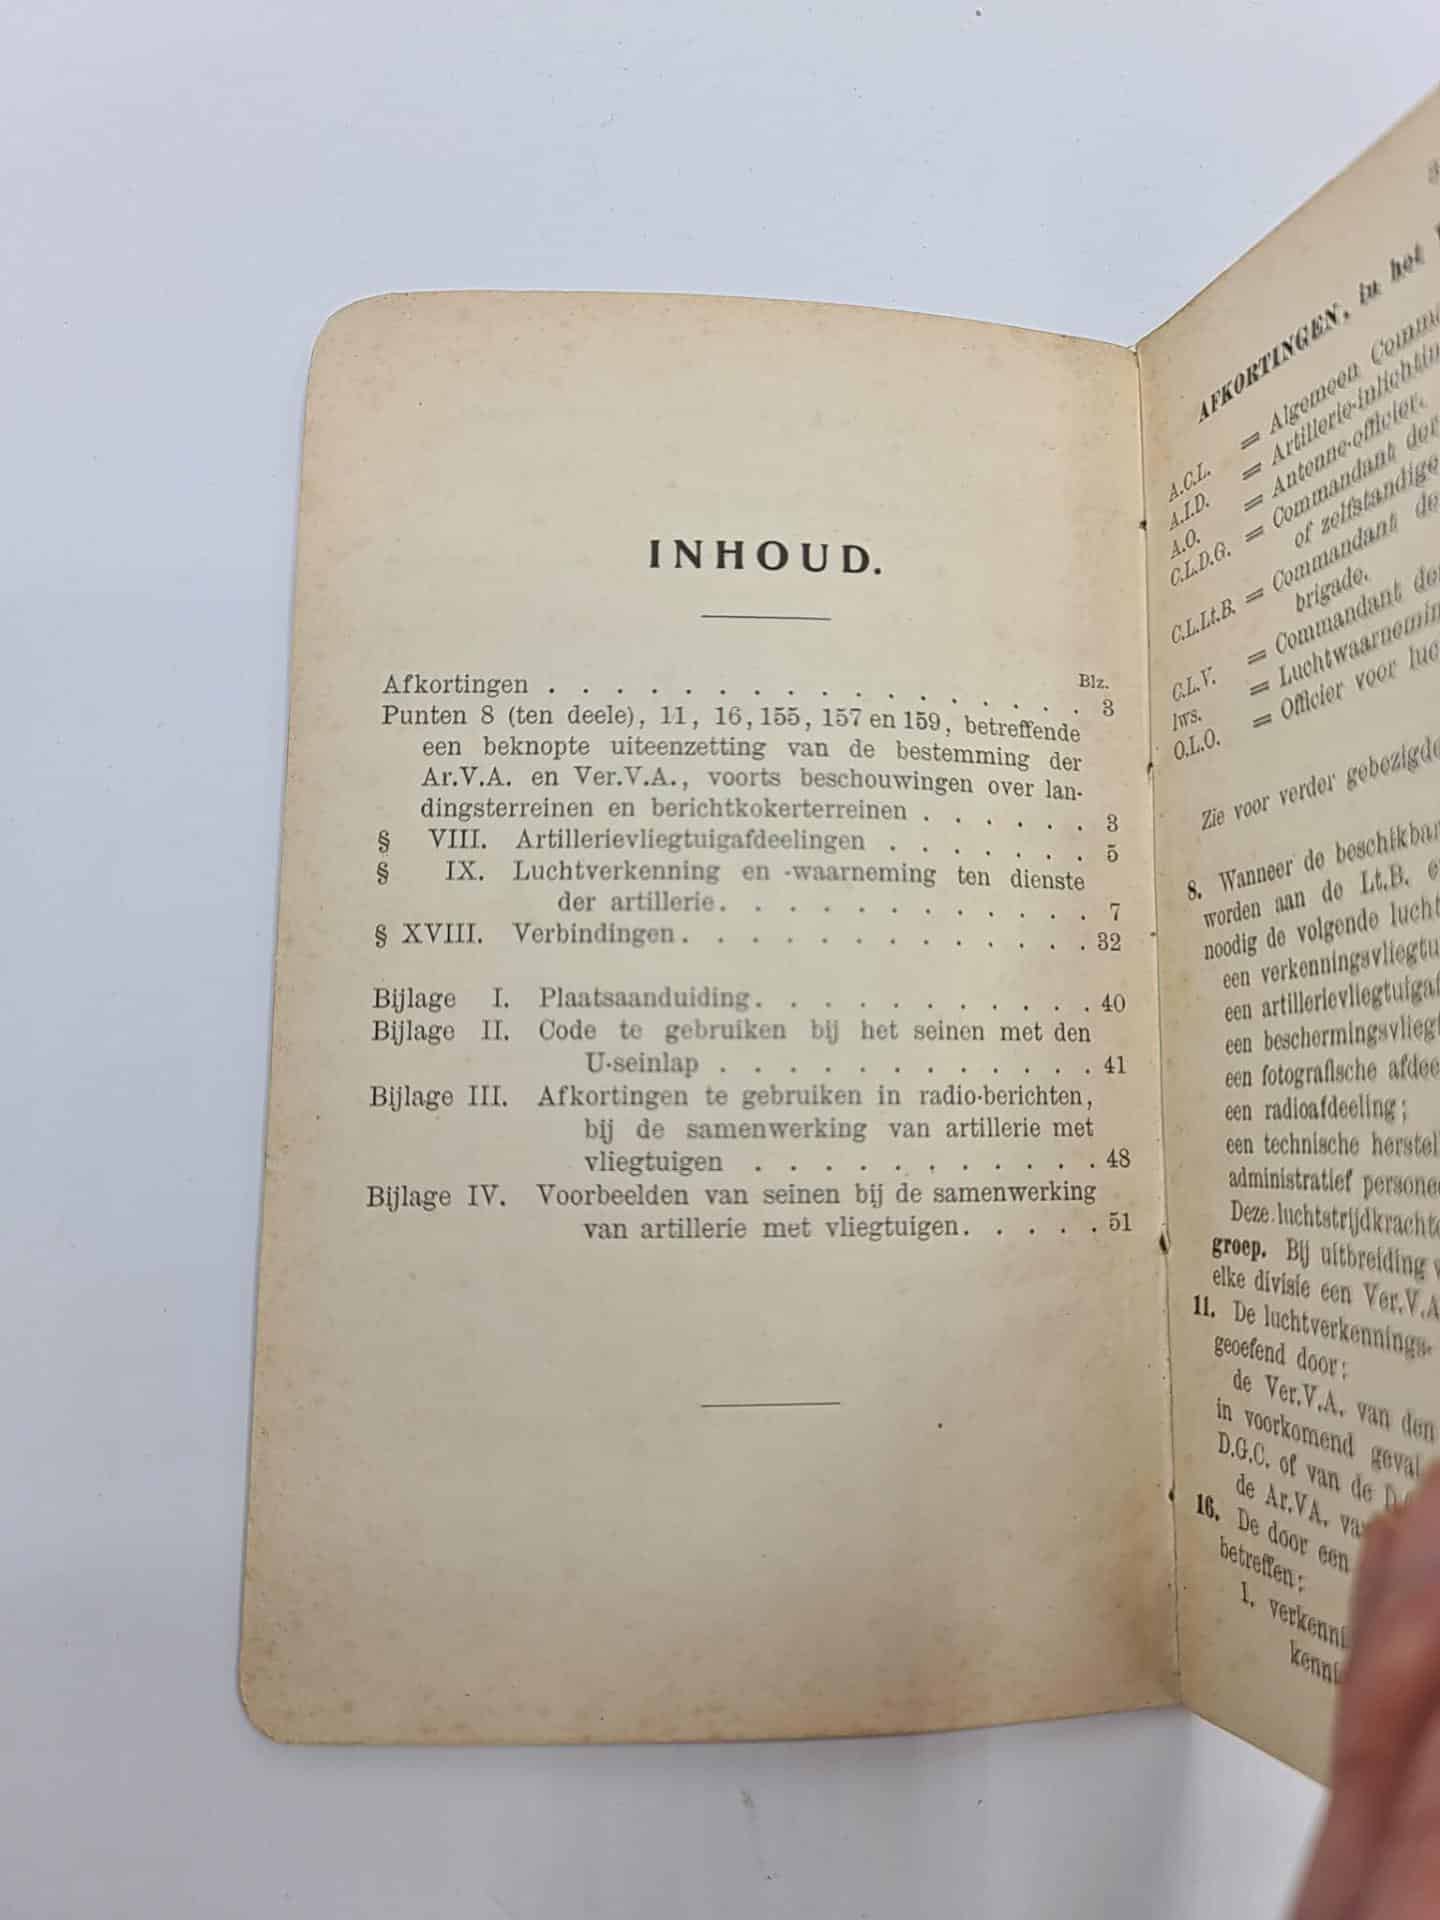 INHOUD.
Blz.
Afkortingen . . . . . . . . . . . . . . . . 3
Punten 8 (ten deele), 11, 16, 155, 157 en 159, betreffende
een beknopte uiteenzetting van de bestemming der
Ar.V.A. en Ver.V.A., voorts beschouwingen over lan-
dingsterreinen en berichtkokerterreinen . . . . . . 3
§ VIII. Artillerievliegtuigafdeelingen . . . . . . . 5
§ IX. Luchtverkenning en -waarneming ten dienste
der artillerie. . . . . . . . . . . . 7
§ XVIII. Verbindingen. . . . . . . . . . . . . 32
Bijlage I. Plaatsaanduiding. . . . . . . . . . . 40
Bijlage II. Code te gebruiken bij het seinen met den
U-seinlap . . . . . . . . . . . . 41
Bijlage III. Afkortingen te gebruiken in radio-berichten,
bij de samenwerking van artillerie met
vliegtuigen . . . . . . . . . . . 48
Bijlage IV. Voorbeelden van seinen bij de samenwerking
van artillerie met vliegtuigen. . . . . . 51
AFKORTINGEN, in het
A.C.L. = Algemeen
A.I.D. =
A.O. = Antenne-officier.
C.L.D.G. = Commandant der
of zelfstandige
C.L.Lt.B. = Commandant
brigade.
C.L.V. = Commandant
lws. =
O.L.O. = Officier voor
Zie voor verder
8. Wanneer de
worden aan de Lt.B.
noodig de volgende
een
een
een
een fotografische
een radioafdeeling;
een technische
administratief
Deze
groep. Bij uitbreiding
elke divisie een Ver.V.A.
11. De luchtverkennings-
geoefend door:
de Ver.V.A. van den
in voorkomend geval
D.G.C. of van de
de Ar.VA.
16. De door een
betreffen:
1.